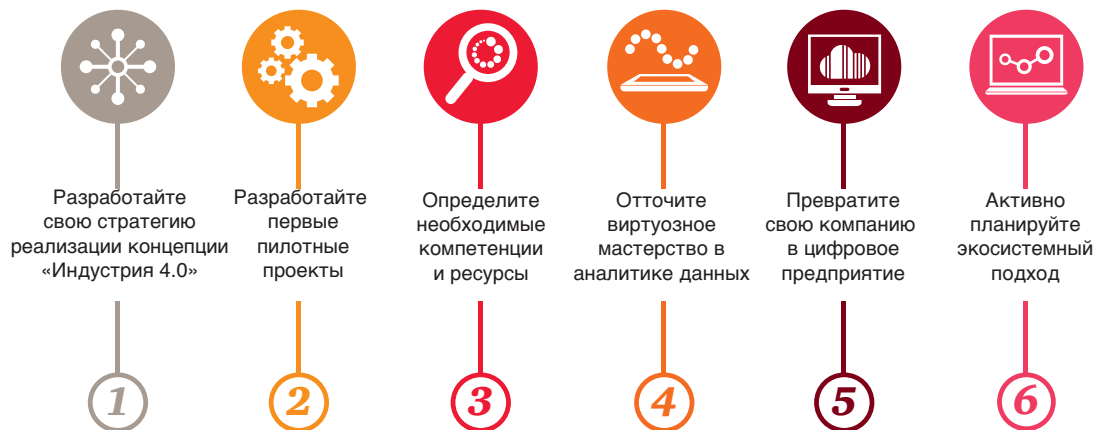 Разработайте
свою стратегию
реализации концепции
«Индустрия 4.0»
1
Разработайте
первые
пилотные
проекты
2
Определите
необходимые
компетенции
и ресурсы
3
Отточите
виртуозное
мастерство в
аналитике данных
4
Превратите
свою компанию
в цифровое
предприятие
5
Активно
планируйте
экосистемный
подход
6